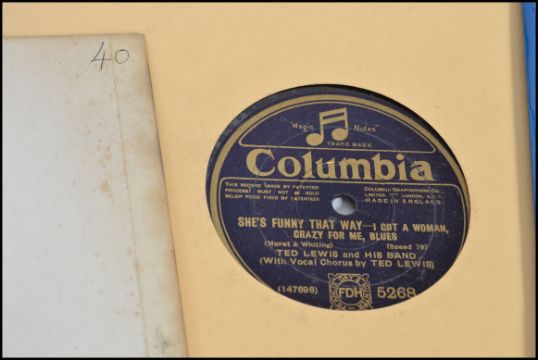 40
"Magic Notes"
TRADE MARK
Columbia
THIS RECORD (MADE BY PATENTED
PROCESS) MUST NOT BE SOLD
BELOW PRICE FIXED BY PATENTEES
COLUMBIA GRAPHOPHONE CO.
LIMITED, LONDON, E.C.1
MADE IN ENGLAND
SHE'S FUNNY THAT WAY—I GOT A WOMAN,
CRAZY FOR ME, BLUES
(Moret & Whiting) (Speed 78)
TED LEWIS and HIS BAND
(With Vocal Chorus by TED LEWIS)
(147696) FDH 5268